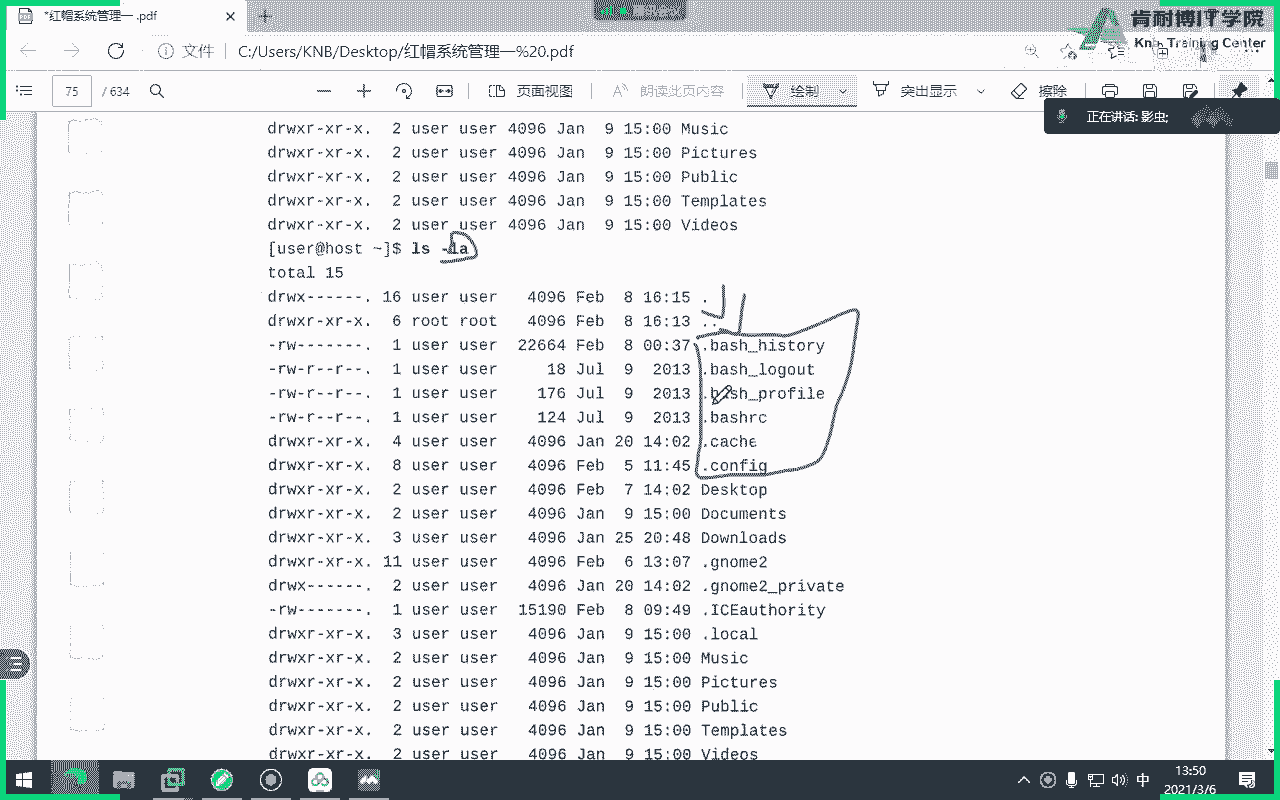 *红帽系统管理一 .pdf
肯耐博IT学院
Knb Training Center
文件
C:/Users/KNB/Desktop/红帽系统管理一%20.pdf
75 / 634
页面视图
朗读此页内容
绘制
突出显示
擦除
正在讲话: 影虫;
drwxr-xr-x. 2 user user 4096 Jan 9 15:00 Music
drwxr-xr-x. 2 user user 4096 Jan 9 15:00 Pictures
drwxr-xr-x. 2 user user 4096 Jan 9 15:00 Public
drwxr-xr-x. 2 user user 4096 Jan 9 15:00 Templates
drwxr-xr-x. 2 user user 4096 Jan 9 15:00 Videos
[user@host ~]$ ls -la
total 15
drwx------. 16 user user 4096 Feb 8 16:15 .
drwxr-xr-x. 6 root root 4096 Feb 8 16:13 ..
-rw-------. 1 user user 22664 Feb 8 00:37 .bash_history
-rw-r--r--. 1 user user 18 Jul 9 2013 .bash_logout
-rw-r--r--. 1 user user 176 Jul 9 2013 .bash_profile
-rw-r--r--. 1 user user 124 Jul 9 2013 .bashrc
drwxr-xr-x. 4 user user 4096 Jan 20 14:02 .cache
drwxr-xr-x. 8 user user 4096 Feb 5 11:45 .config
drwxr-xr-x. 2 user user 4096 Feb 7 14:02 Desktop
drwxr-xr-x. 2 user user 4096 Jan 9 15:00 Documents
drwxr-xr-x. 3 user user 4096 Jan 25 20:48 Downloads
drwxr-xr-x. 11 user user 4096 Feb 6 13:07 .gnome2
drwx------. 2 user user 4096 Jan 20 14:02 .gnome2_private
-rw-------. 1 user user 15190 Feb 8 09:49 .ICEauthority
drwxr-xr-x. 3 user user 4096 Jan 9 15:00 .local
drwxr-xr-x. 2 user user 4096 Jan 9 15:00 Music
drwxr-xr-x. 2 user user 4096 Jan 9 15:00 Pictures
drwxr-xr-x. 2 user user 4096 Jan 9 15:00 Public
drwxr-xr-x. 2 user user 4096 Jan 9 15:00 Templates
drwxr-xr-x. 2 user user 4096 Jan 9 15:00 Videos
中
13:50
2021/3/6